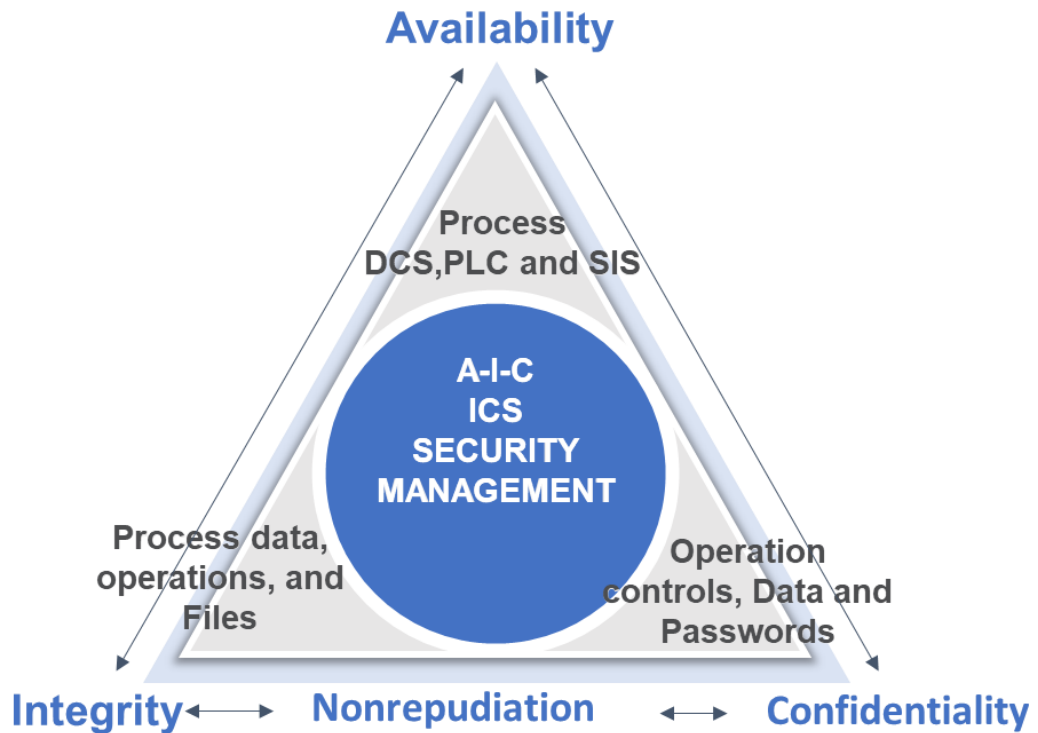 Availability
Process
DCS,PLC and SIS
A-I-C
ICS
SECURITY
MANAGEMENT
Process data,
operations, and
Files
Operation
controls, Data and
Passwords
Integrity
Nonrepudiation
Confidentiality